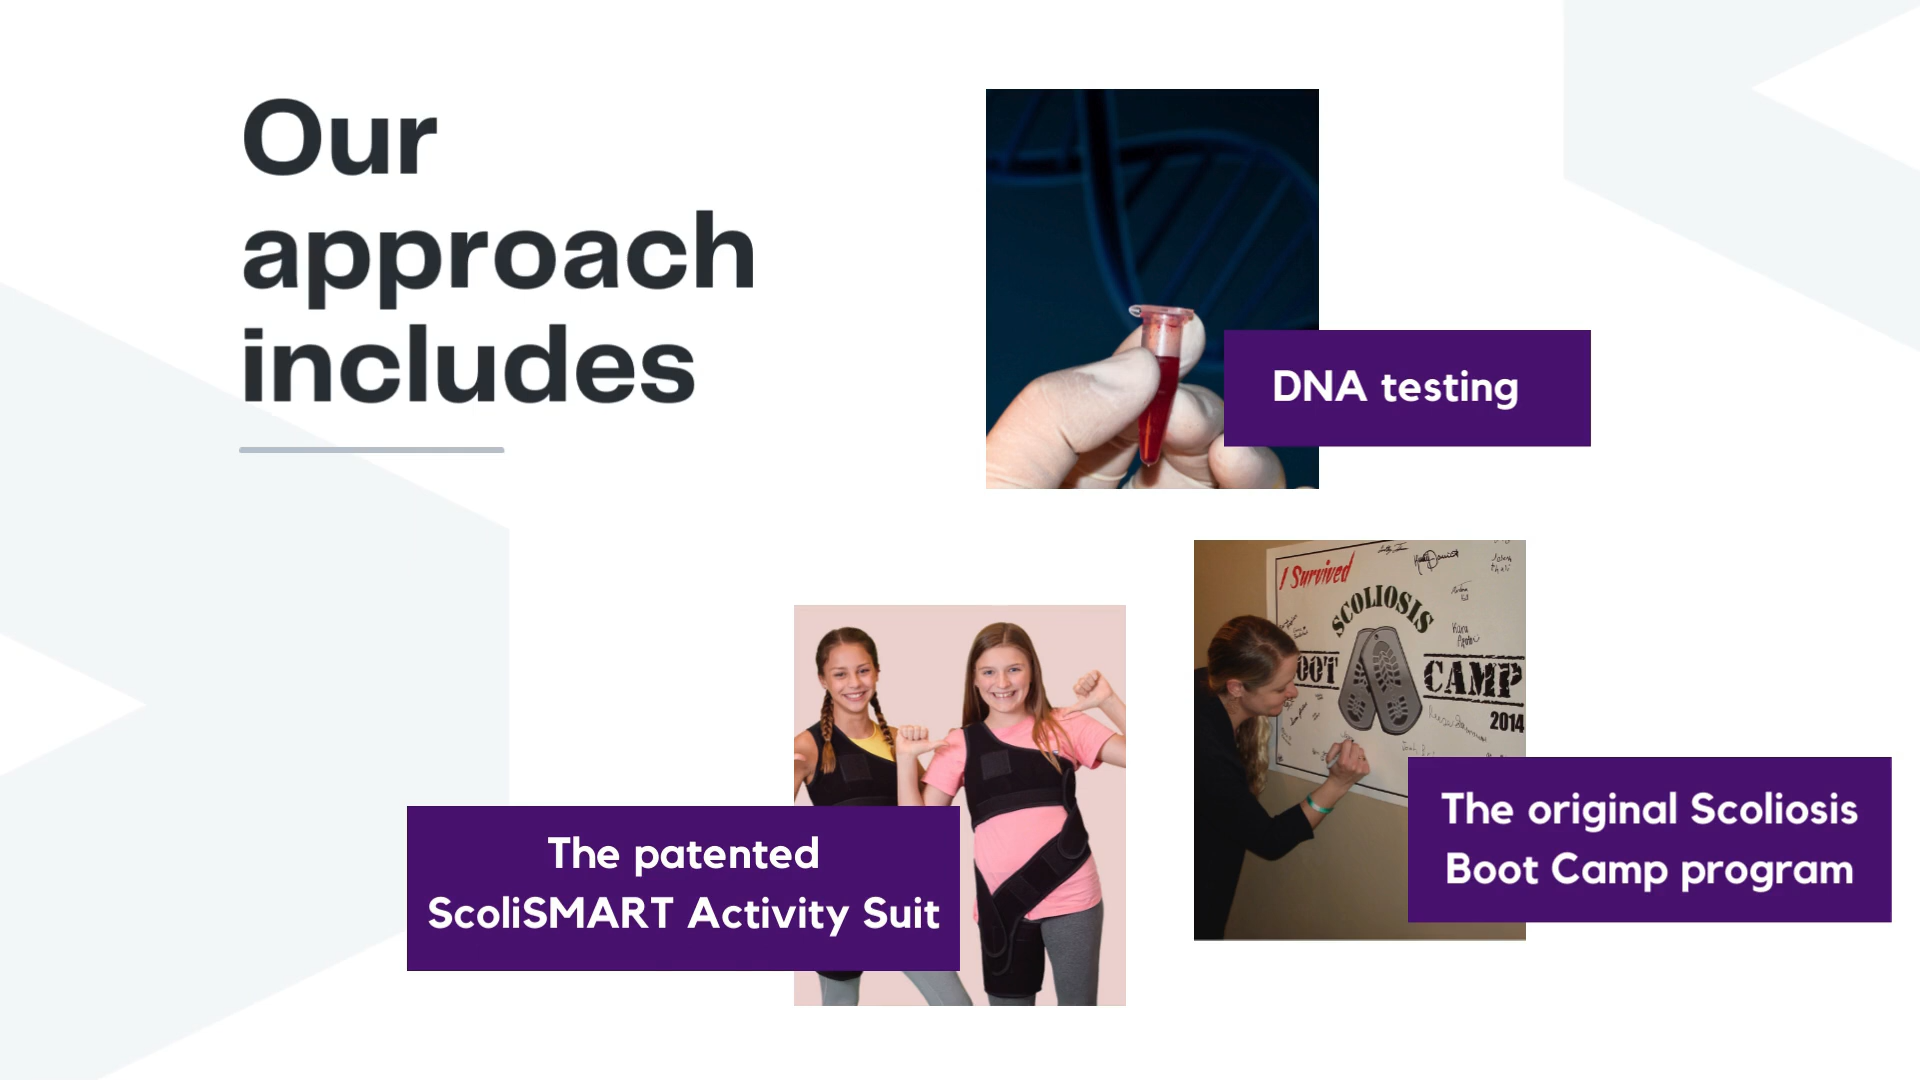 Our
approach
includes
DNA testing
I Survived
SCOLIOSIS
CAMP
2014
The patented
ScoliSMART Activity Suit
The original Scoliosis
Boot Camp program